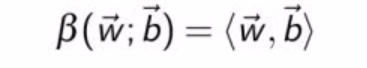 β(w⃗; b⃗) = ⟨w⃗, b⃗⟩